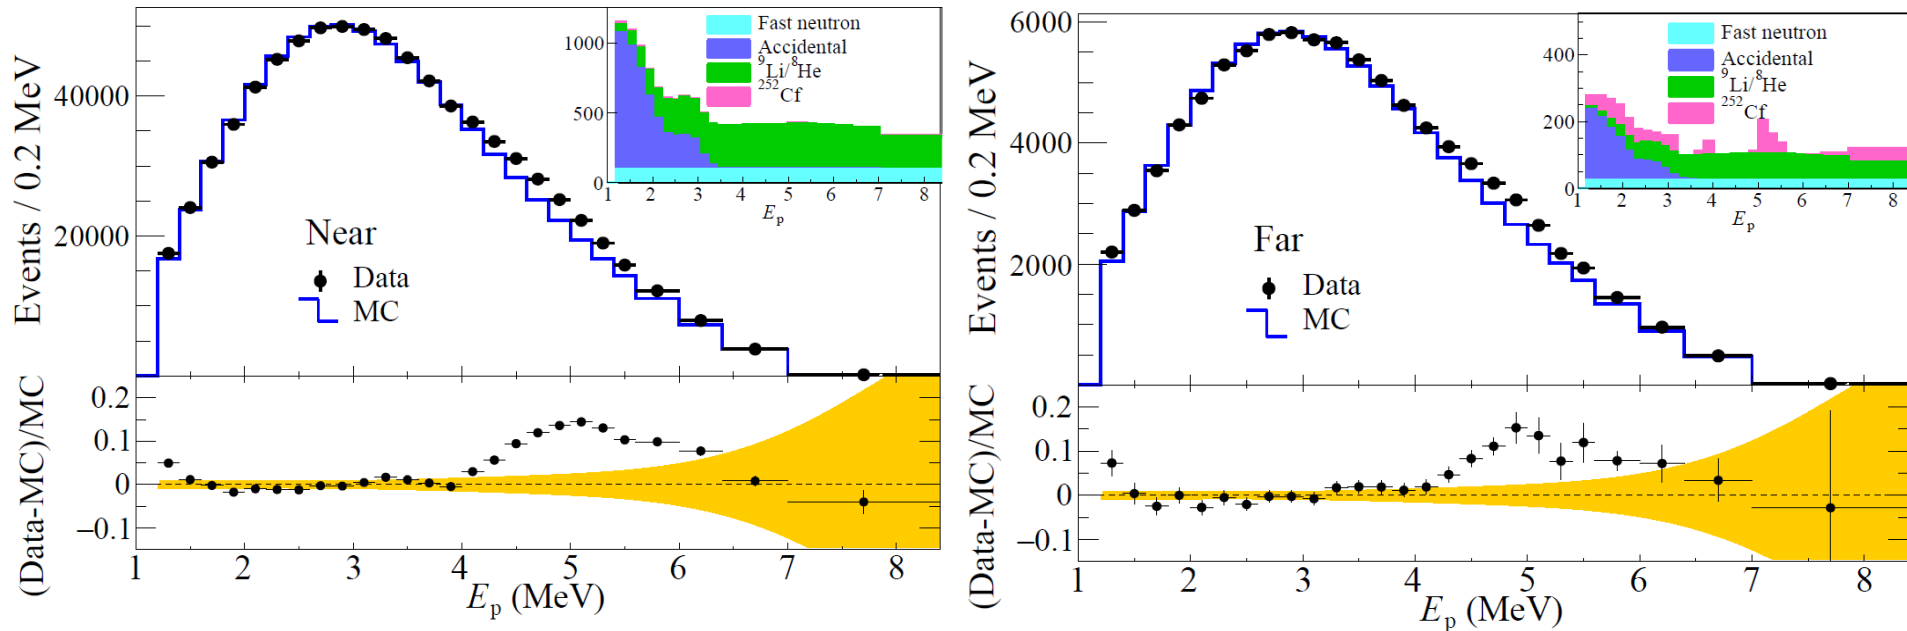 Events / 0.2 MeV
40000
20000
Near
Data
MC
1000
500
0
Fast neutron
Accidental
⁹Li/⁸He
²⁵²Cf
1 2 3 4 5 6 7 8
Eₚ
(Data-MC)/MC
0.2
0.1
0
−0.1
1 2 3 4 5 6 7 8
Eₚ (MeV)
Events / 0.2 MeV
6000
4000
2000
Far
Data
MC
400
200
0
Fast neutron
Accidental
⁹Li/⁸He
²⁵²Cf
1 2 3 4 5 6 7 8
Eₚ
(Data-MC)/MC
0.2
0.1
0
−0.1
1 2 3 4 5 6 7 8
Eₚ (MeV)